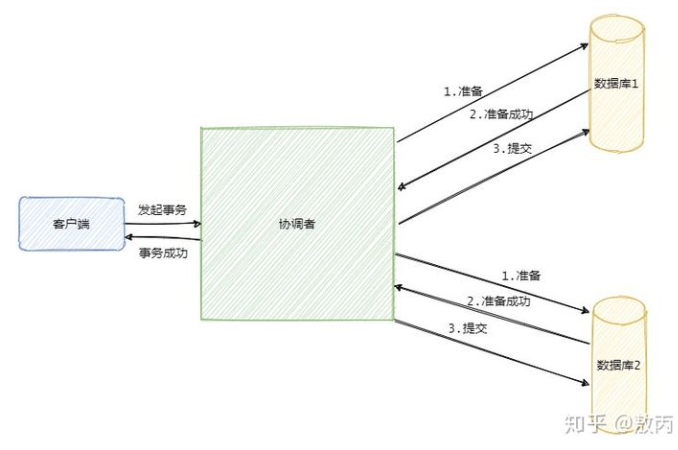 客户端
发起事务
事务成功
协调者
1.准备
2.准备成功
3.提交
数据库1
1.准备
2.准备成功
3.提交
数据库2
知乎 @敖丙